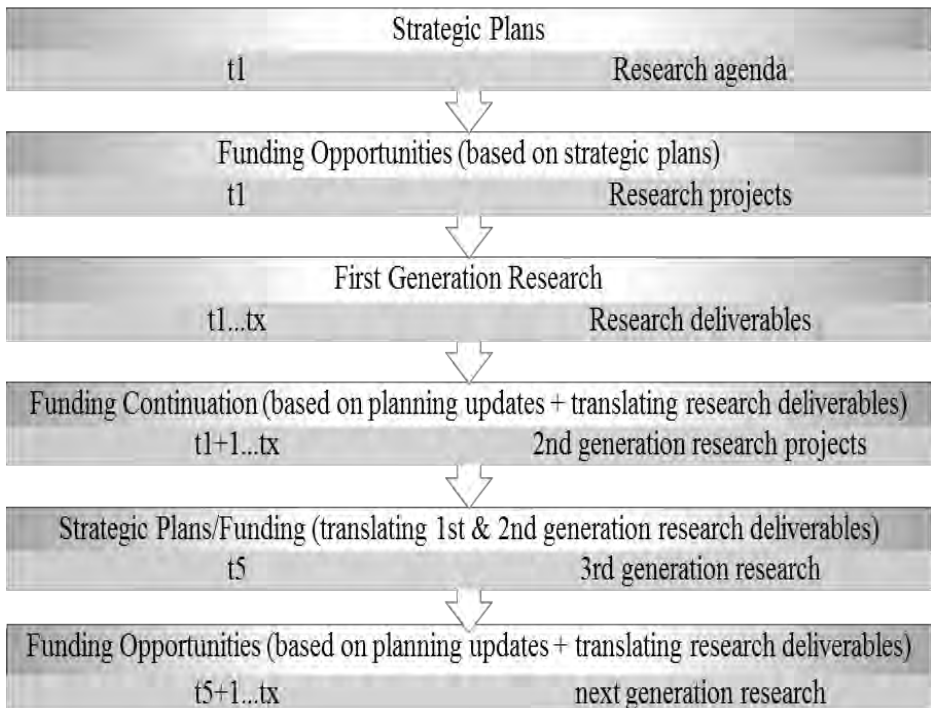 Strategic Plans
t1 Research agenda
Funding Opportunities (based on strategic plans)
t1 Research projects
First Generation Research
t1...tx Research deliverables
Funding Continuation (based on planning updates + translating research deliverables)
t1+1...tx 2nd generation research projects
Strategic Plans/Funding (translating 1st & 2nd generation research deliverables)
t5 3rd generation research
Funding Opportunities (based on planning updates + translating research deliverables)
t5+1...tx next generation research